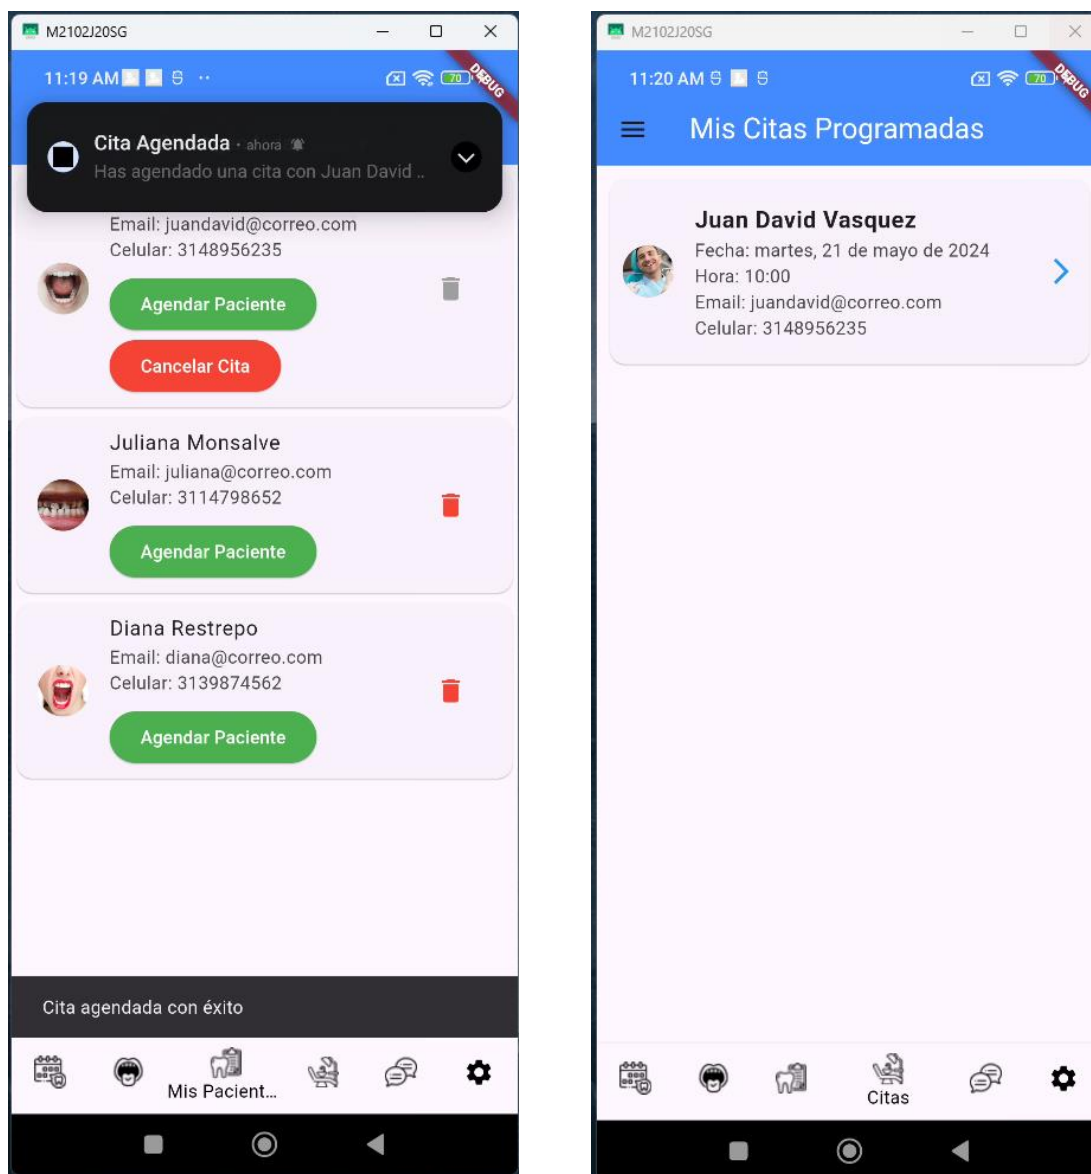 M2102J20SG
11:19 AM
70
DEBUG
Cita Agendada · ahora
Has agendado una cita con Juan David ..
Email: juandavid@correo.com
Celular: 3148956235
Agendar Paciente
Cancelar Cita
Juliana Monsalve
Email: juliana@correo.com
Celular: 3114798652
Agendar Paciente
Diana Restrepo
Email: diana@correo.com
Celular: 3139874562
Agendar Paciente
Cita agendada con éxito
Mis Pacient...
M2102J20SG
11:20 AM
70
DEBUG
Mis Citas Programadas
Juan David Vasquez
Fecha: martes, 21 de mayo de 2024
Hora: 10:00
Email: juandavid@correo.com
Celular: 3148956235
Citas